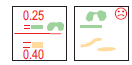 0.25
=
=
0.40